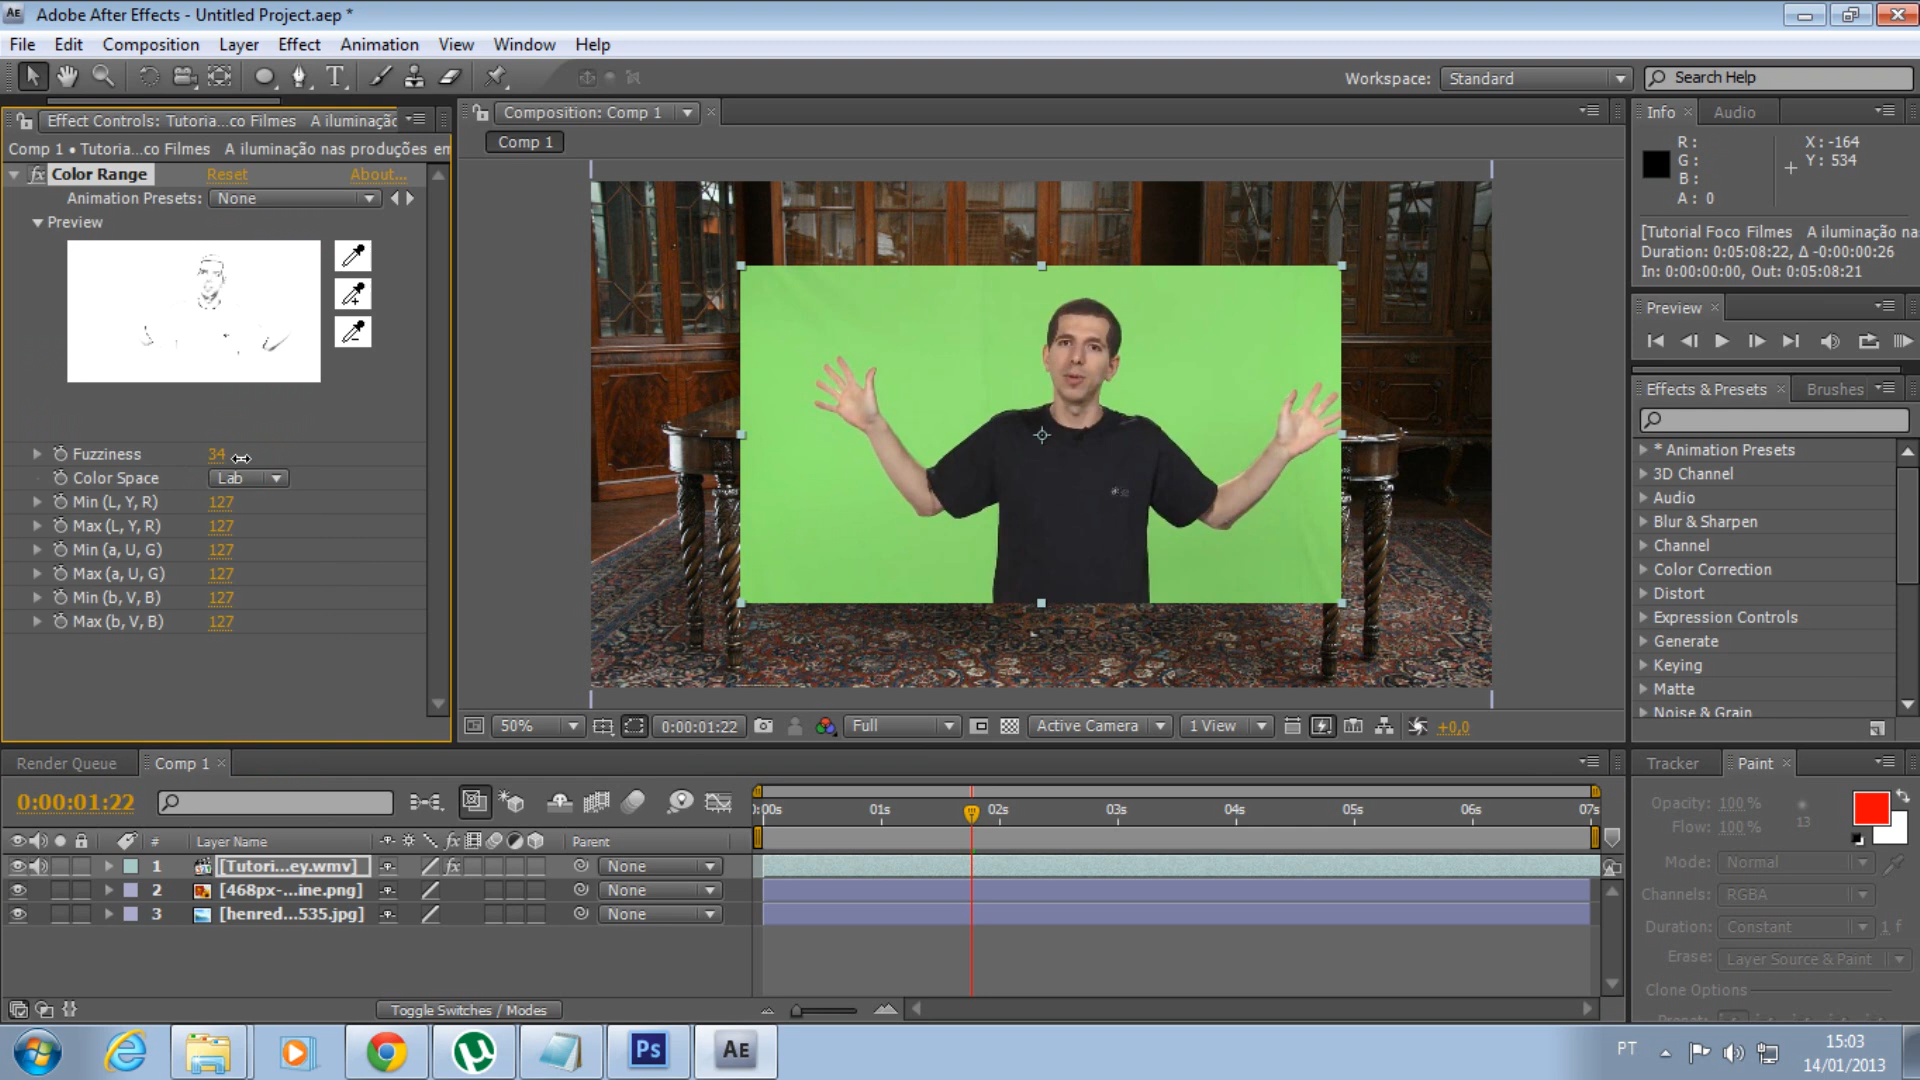 Adobe After Effects - Untitled Project.aep *
File Edit Composition Layer Effect Animation View Window Help
Workspace: Standard Search Help
Effect Controls: Tutoria...co Filmes A iluminação
Comp 1 • Tutoria...co Filmes A iluminação nas produções em
fx Color Range Reset About...
Animation Presets: None
Preview
Fuzziness 34
Color Space Lab
Min (L, Y, R) 127
Max (L, Y, R) 127
Min (a, U, G) 127
Max (a, U, G) 127
Min (b, V, B) 127
Max (b, V, B) 127
Composition: Comp 1
Comp 1
50% 0:00:01:22 Full Active Camera 1 View +0,0
Info Audio
R: X: -164
G: Y: 534
B:
A: 0
[Tutorial Foco Filmes A iluminação na
Duration: 0:05:08:22, Δ -0:00:00:26
In: 0:00:00:00, Out: 0:05:08:21
Preview
Effects & Presets Brushes
* Animation Presets
3D Channel
Audio
Blur & Sharpen
Channel
Color Correction
Distort
Expression Controls
Generate
Keying
Matte
Noise & Grain
Render Queue Comp 1
0:00:01:22
:00s 01s 02s 03s 04s 05s 06s 07s
# Layer Name fx Parent
1 [Tutori...ey.wmv] fx None
2 [468px-...ine.png] None
3 [henred...535.jpg] None
Toggle Switches / Modes
Tracker Paint
Opacity: 100 %
Flow: 100 % 13
Mode: Normal
Channels: RGBA
Duration: Constant 1 f
Erase: Layer Source & Paint
Clone Options
Preset:
Ps AE
PT 15:03
14/01/2013